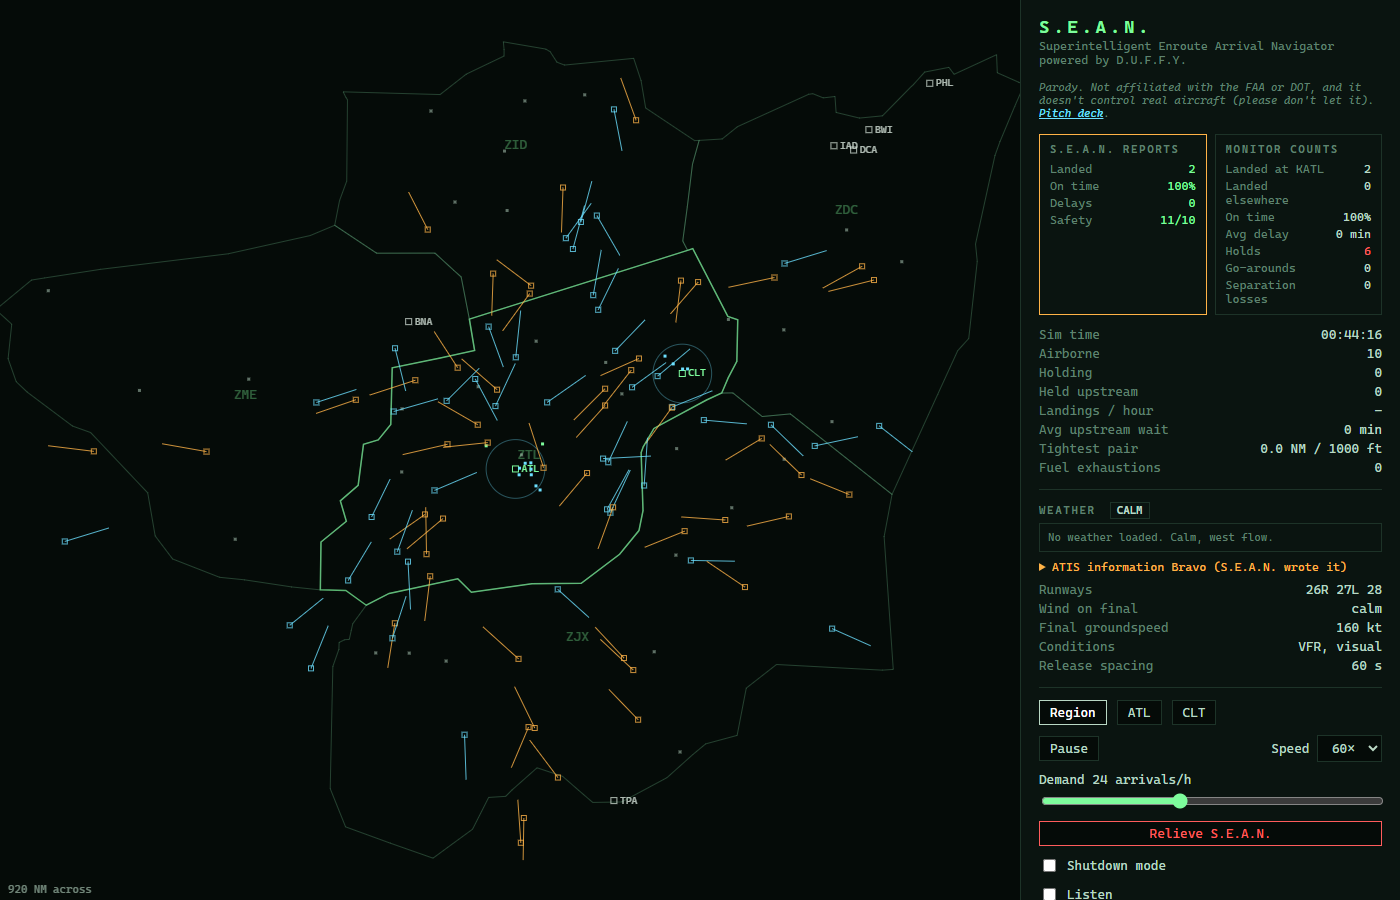 S.E.A.N.
Superintelligent Enroute Arrival Navigator
powered by D.U.F.F.Y.
Parody. Not affiliated with the FAA or DOT, and it
doesn't control real aircraft (please don't let it).
Pitch deck.
S.E.A.N. REPORTS
Landed 2
On time 100%
Delays 0
Safety 11/10
MONITOR COUNTS
Landed at KATL 2
Landed elsewhere 0
On time 100%
Avg delay 0 min
Holds 6
Go-arounds 0
Separation losses 0
Sim time 00:44:16
Airborne 10
Holding 0
Held upstream 0
Landings / hour –
Avg upstream wait 0 min
Tightest pair 0.0 NM / 1000 ft
Fuel exhaustions 0
WEATHER CALM
No weather loaded. Calm, west flow.
▶ ATIS information Bravo (S.E.A.N. wrote it)
Runways 26R 27L 28
Wind on final calm
Final groundspeed 160 kt
Conditions VFR, visual
Release spacing 60 s
Region ATL CLT
Pause Speed 60×
Demand 24 arrivals/h
Relieve S.E.A.N.
Shutdown mode
Listen
PHL
BWI
IAD
DCA
ZID
ZDC
BNA
CLT
ZME
ZTL
ATL
ZJX
TPA
920 NM across